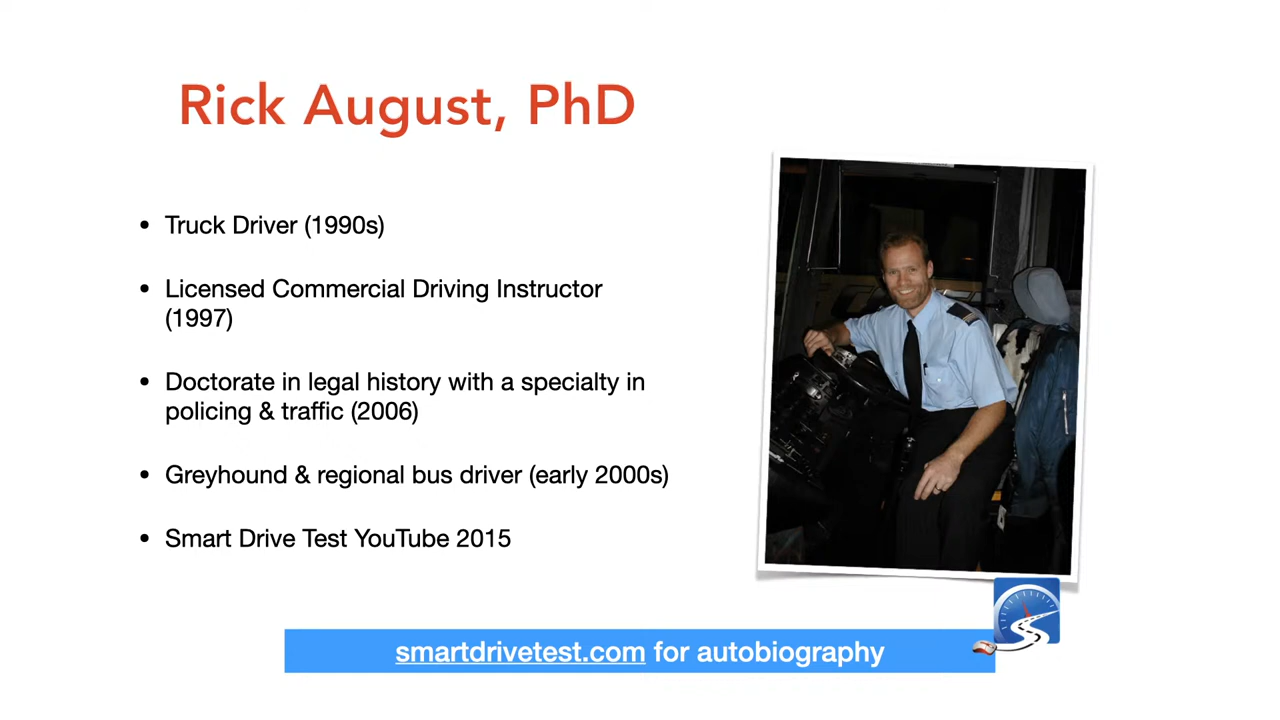 Rick August, PhD
• Truck Driver (1990s)
• Licensed Commercial Driving Instructor
(1997)
• Doctorate in legal history with a specialty in
policing & traffic (2006)
• Greyhound & regional bus driver (early 2000s)
• Smart Drive Test YouTube 2015
smartdrivetest.com for autobiography